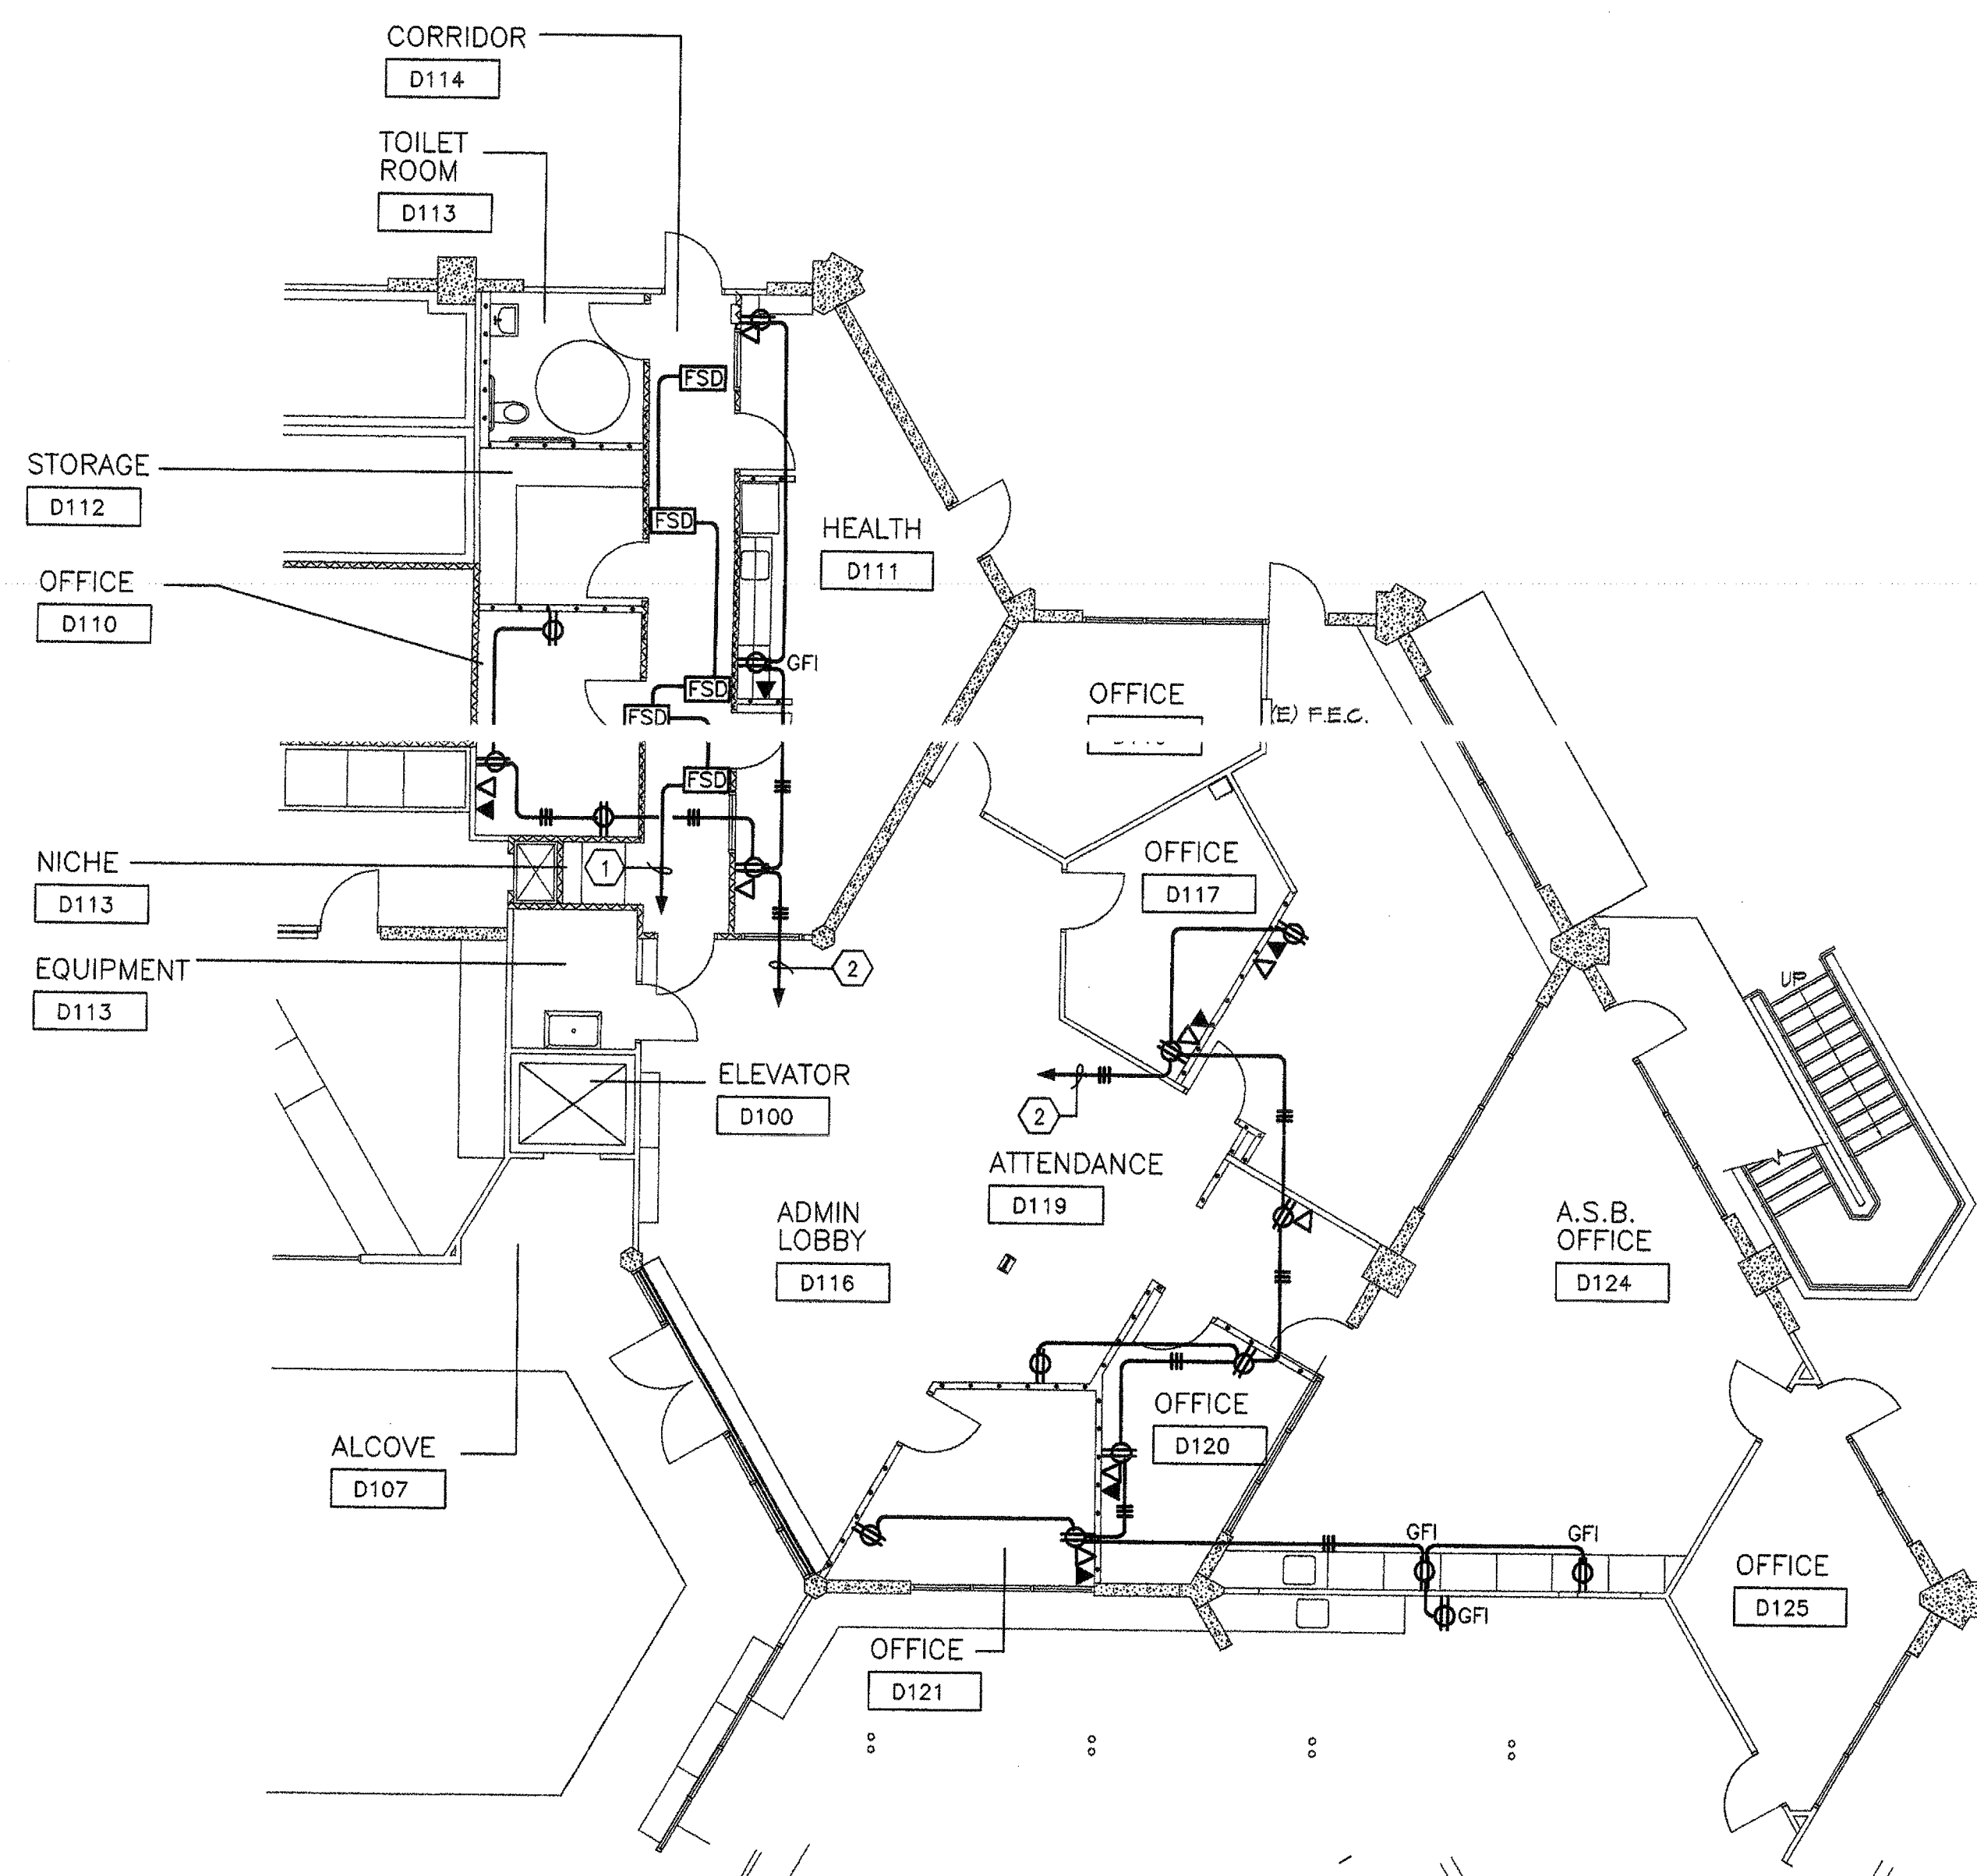 CORRIDOR
D114
TOILET
ROOM
D113
FSD
STORAGE
D112
FSD
HEALTH
D111
OFFICE
D110
GFI
FSD
FSD
OFFICE
(E) F.E.C.
FSD
NICHE
D113
1
OFFICE
D117
EQUIPMENT
D113
2
UP
ELEVATOR
D100
2
ATTENDANCE
D119
ADMIN
LOBBY
D116
A.S.B.
OFFICE
D124
OFFICE
D120
ALCOVE
D107
GFI
GFI
OFFICE
D125
GFI
OFFICE
D121